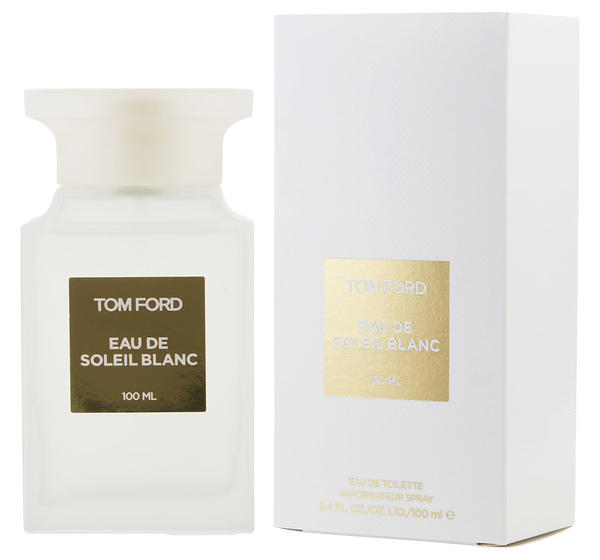 TOM FORD
EAU DE
SOLEIL BLANC
100 ML
TOM FORD
EAU DE
SOLEIL BLANC
100 ML
EAU DE TOILETTE
VAPORISATEUR SPRAY
3.4 FL. OZ./OZ. LIQ./100 ml ℮